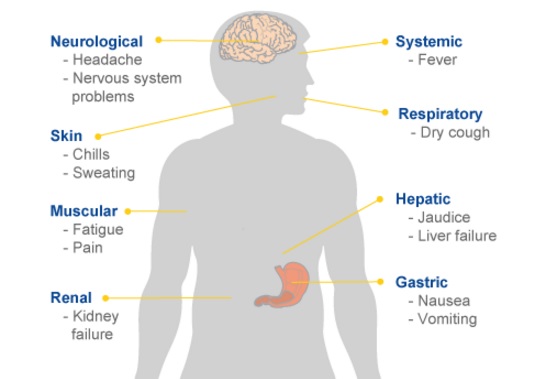 Neurological
- Headache
- Nervous system
problems
Skin
- Chills
- Sweating
Muscular
- Fatigue
- Pain
Renal
- Kidney
failure
Systemic
- Fever
Respiratory
- Dry cough
Hepatic
- Jaudice
- Liver failure
Gastric
- Nausea
- Vomiting